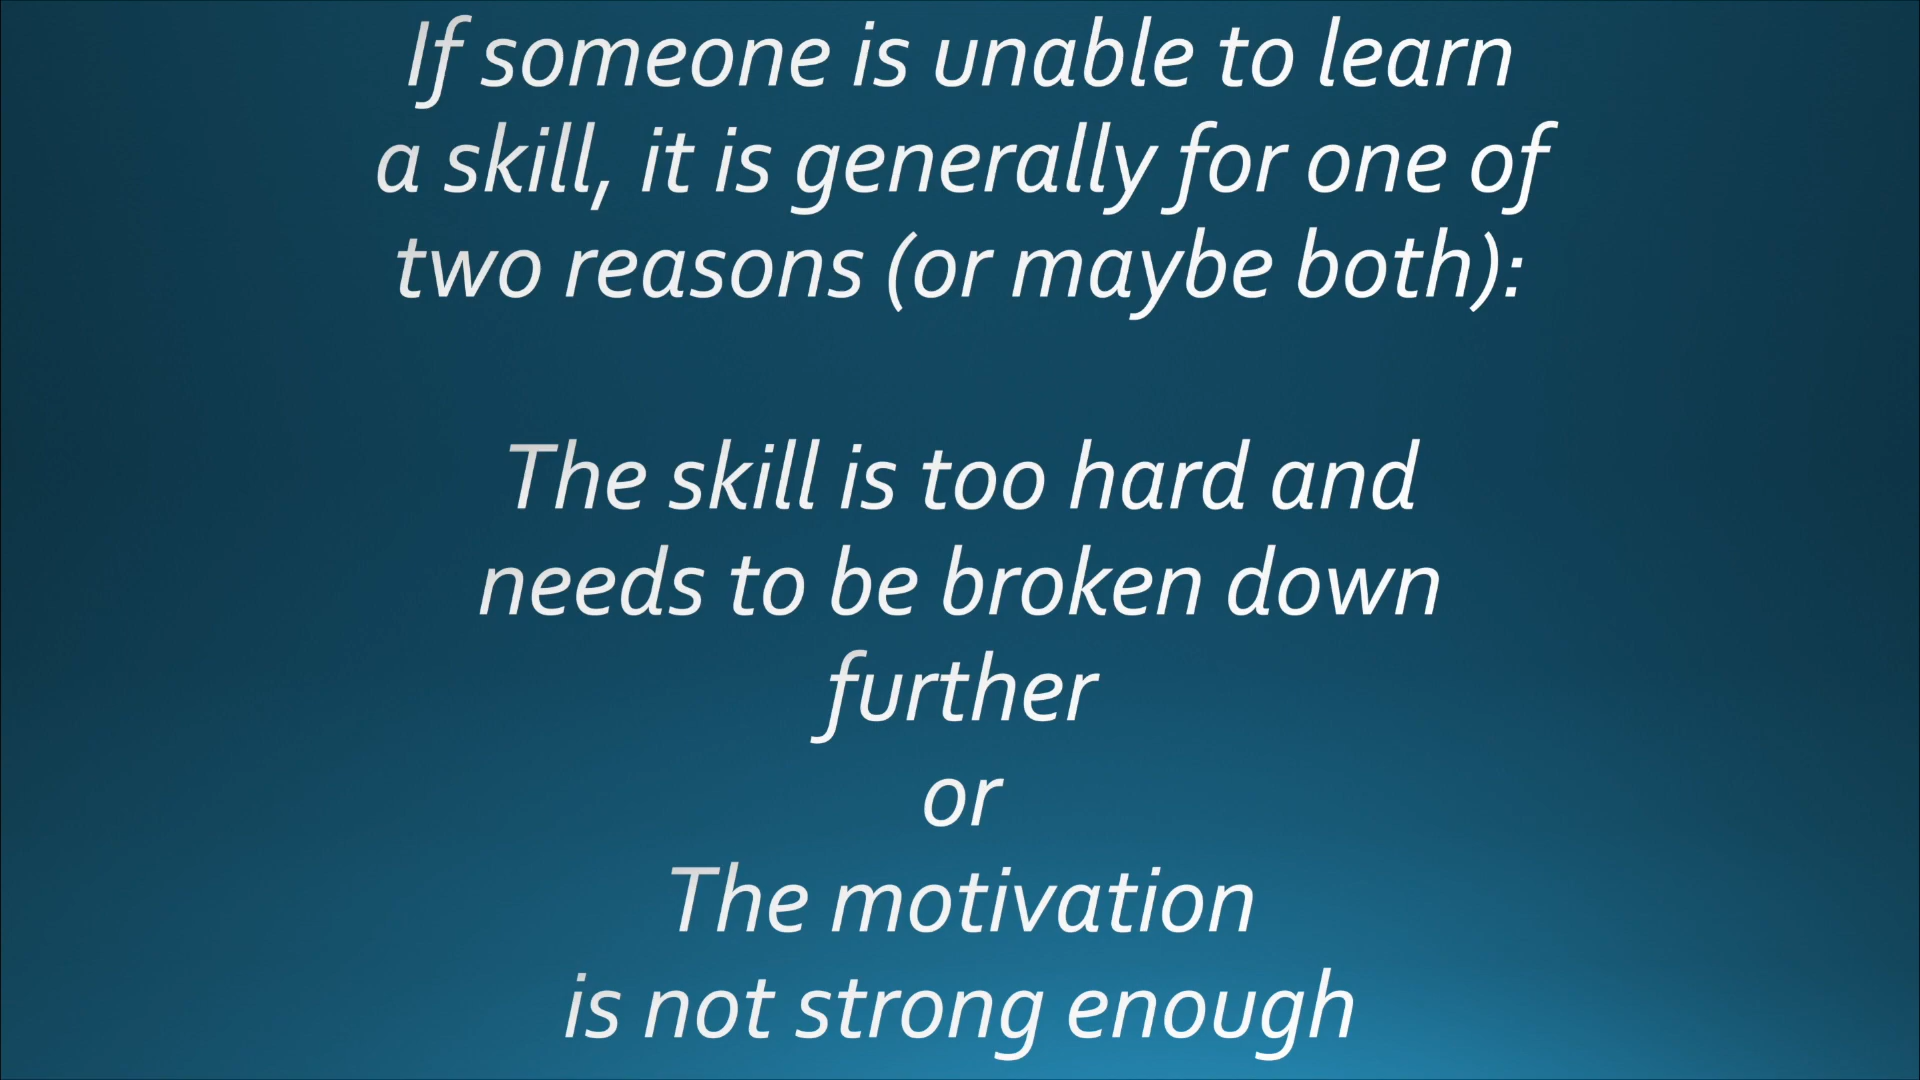 If someone is unable to learn
a skill, it is generally for one of
two reasons (or maybe both):
The skill is too hard and
needs to be broken down
further
or
The motivation
is not strong enough